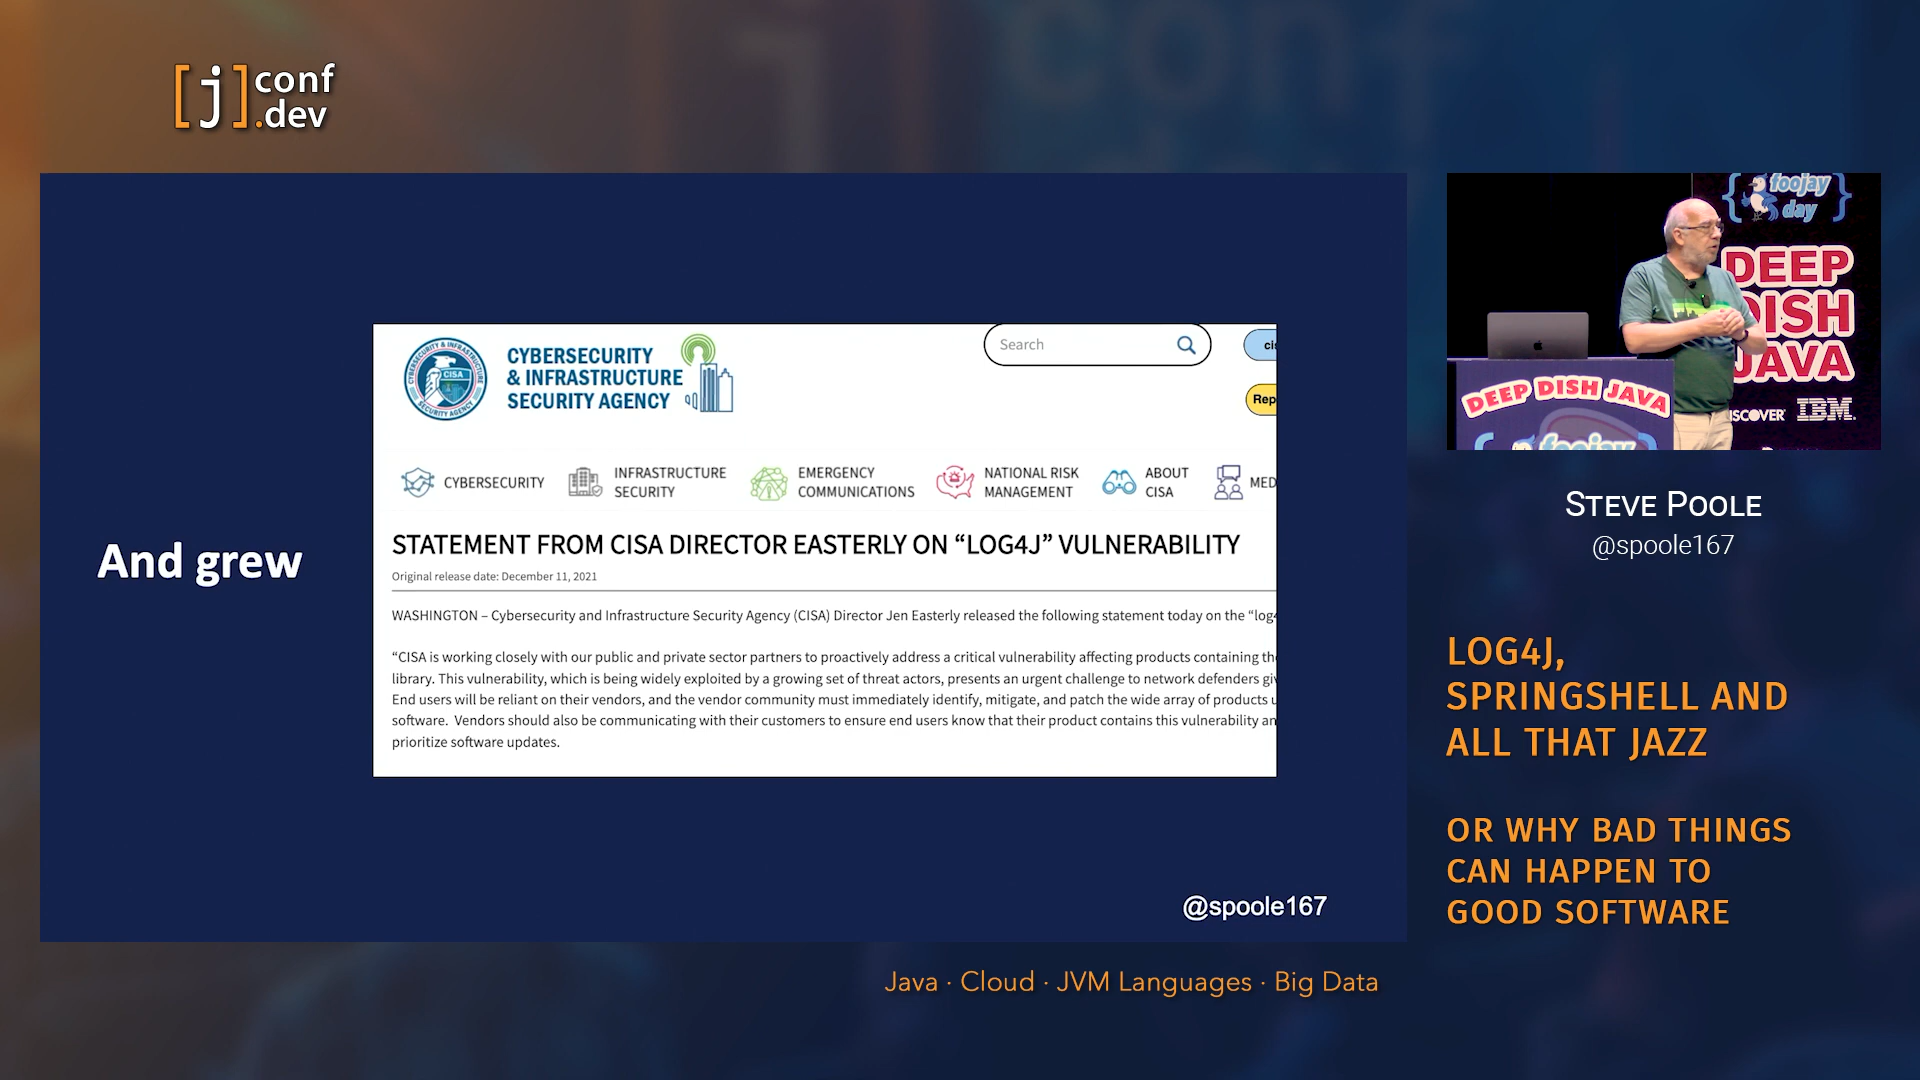 [j] conf
.dev
And grew
CYBERSECURITY
& INFRASTRUCTURE
SECURITY AGENCY
CYBERSECURITY & INFRASTRUCTURE
CISA
SECURITY AGENCY
Search
CYBERSECURITY
INFRASTRUCTURE
SECURITY
EMERGENCY
COMMUNICATIONS
NATIONAL RISK
MANAGEMENT
ABOUT
CISA
STATEMENT FROM CISA DIRECTOR EASTERLY ON “LOG4J” VULNERABILITY
Original release date: December 11, 2021
WASHINGTON – Cybersecurity and Infrastructure Security Agency (CISA) Director Jen Easterly released the following statement today on the “log4
“CISA is working closely with our public and private sector partners to proactively address a critical vulnerability affecting products containing the
library. This vulnerability, which is being widely exploited by a growing set of threat actors, presents an urgent challenge to network defenders
End users will be reliant on their vendors, and the vendor community must immediately identify, mitigate, and patch the wide array of products
software. Vendors should also be communicating with their customers to ensure end users know that their product contains this vulnerability
prioritize software updates.
@spoole167
{ foojay
day }
DEEP
DISH
JAVA
IBM
DEEP DISH JAVA
foojay
STEVE POOLE
@spoole167
LOG4J,
SPRINGSHELL AND
ALL THAT JAZZ
OR WHY BAD THINGS
CAN HAPPEN TO
GOOD SOFTWARE
Java · Cloud · JVM Languages · Big Data